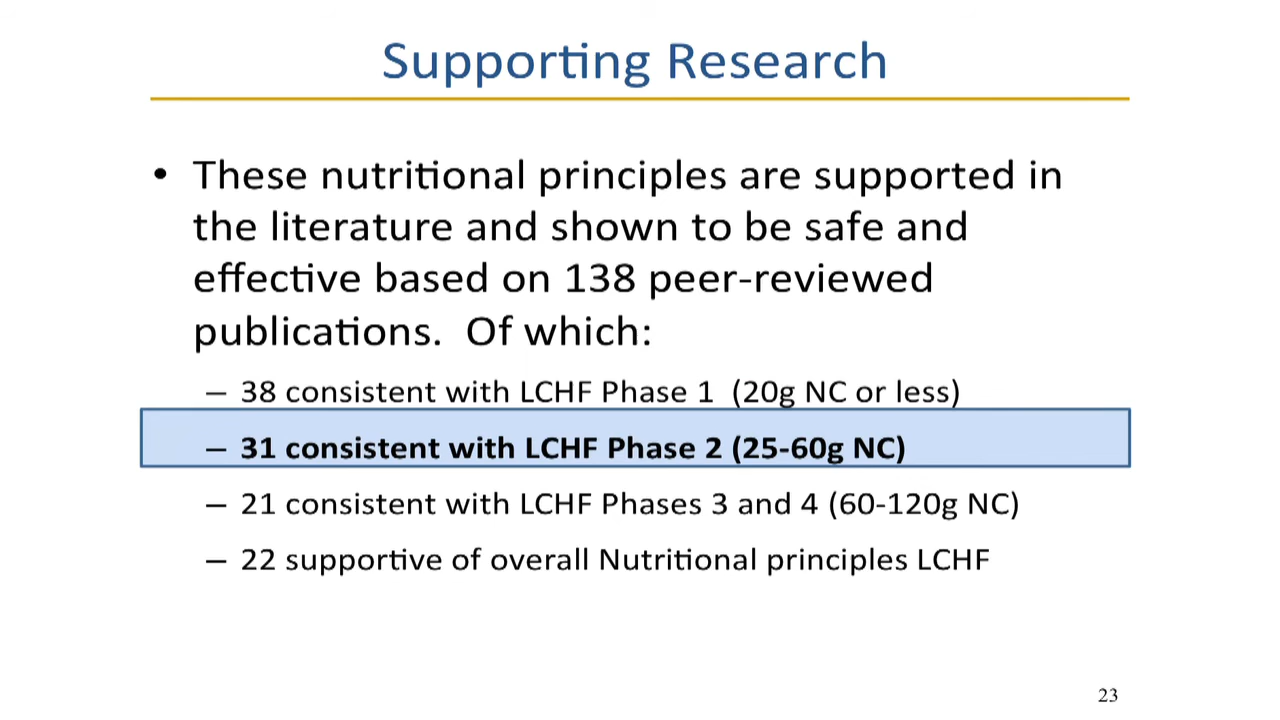 Supporting Research
• These nutritional principles are supported in
the literature and shown to be safe and
effective based on 138 peer-reviewed
publications.  Of which:
– 38 consistent with LCHF Phase 1  (20g NC or less)
– 31 consistent with LCHF Phase 2 (25-60g NC)
– 21 consistent with LCHF Phases 3 and 4 (60-120g NC)
– 22 supportive of overall Nutritional principles LCHF
23